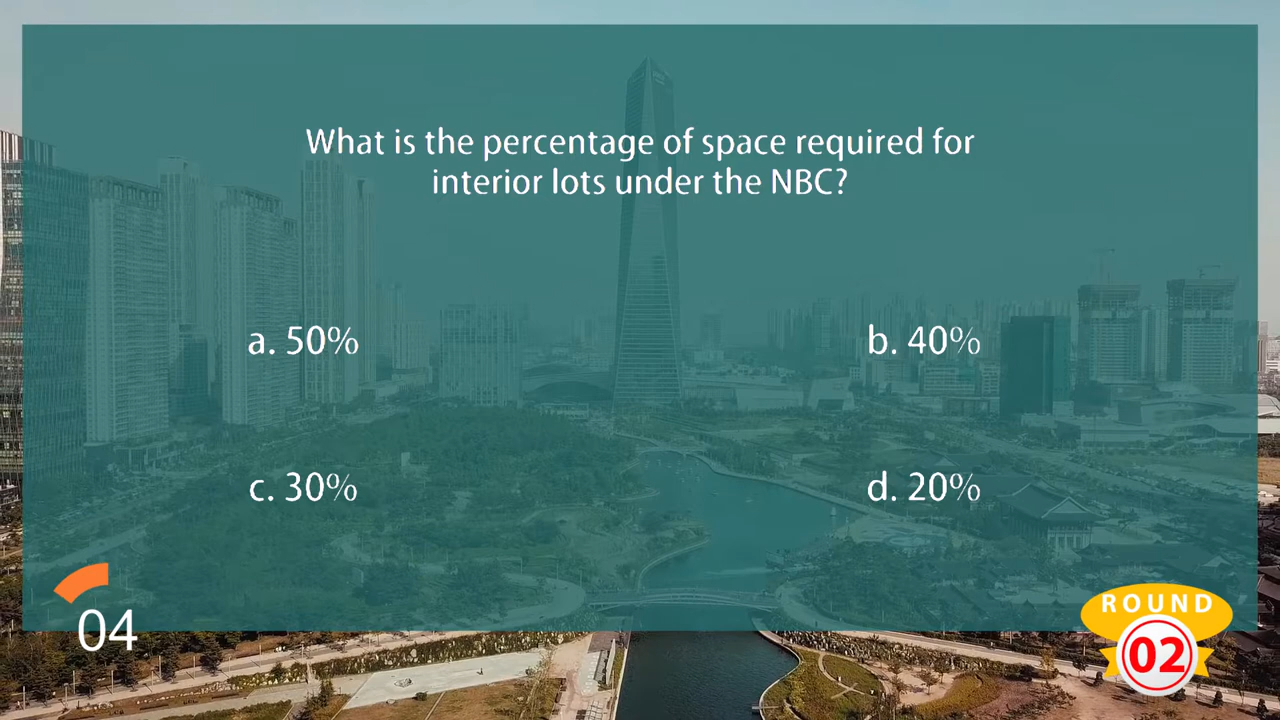 What is the percentage of space required for
interior lots under the NBC?
a. 50%
b. 40%
c. 30%
d. 20%
04
ROUND
02